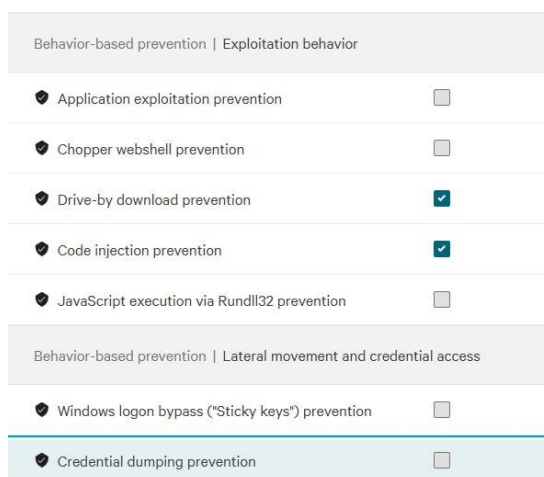 Behavior-based prevention | Exploitation behavior
Application exploitation prevention
Chopper webshell prevention
Drive-by download prevention
Code injection prevention
JavaScript execution via Rundll32 prevention
Behavior-based prevention | Lateral movement and credential access
Windows logon bypass ("Sticky keys") prevention
Credential dumping prevention